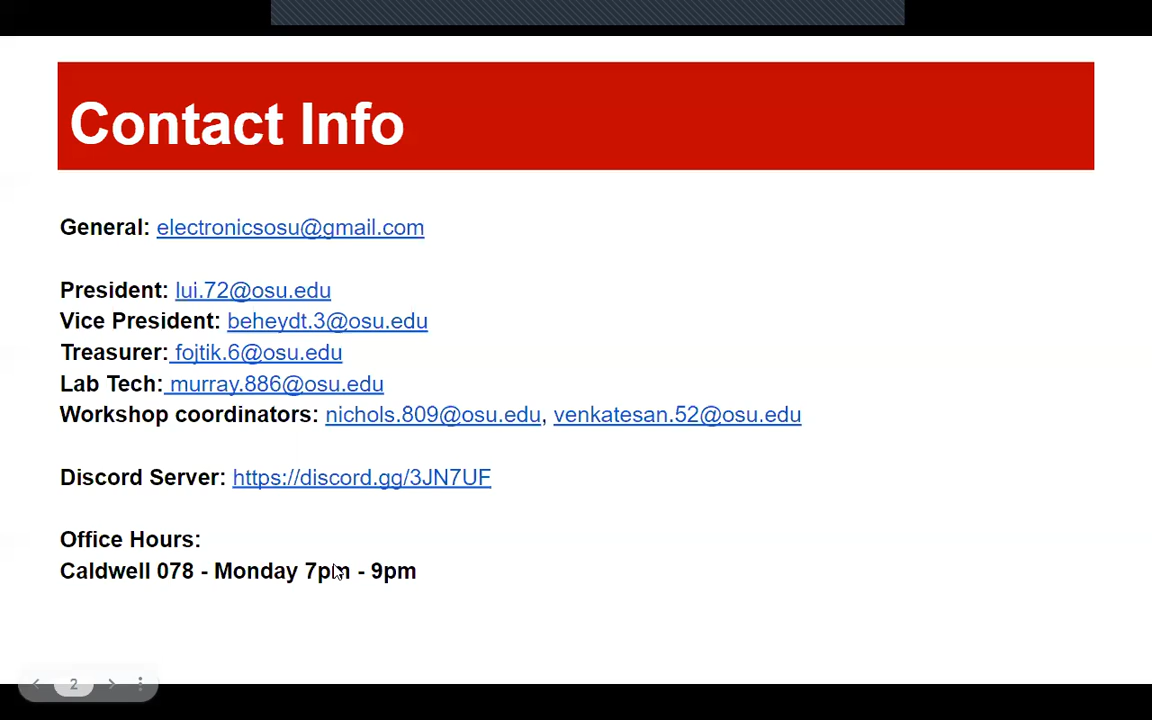 Contact Info
General: electronicsosu@gmail.com
President: lui.72@osu.edu
Vice President: beheydt.3@osu.edu
Treasurer: fojtik.6@osu.edu
Lab Tech: murray.886@osu.edu
Workshop coordinators: nichols.809@osu.edu, venkatesan.52@osu.edu
Discord Server: https://discord.gg/3JN7UF
Office Hours:
Caldwell 078 - Monday 7pm - 9pm
2